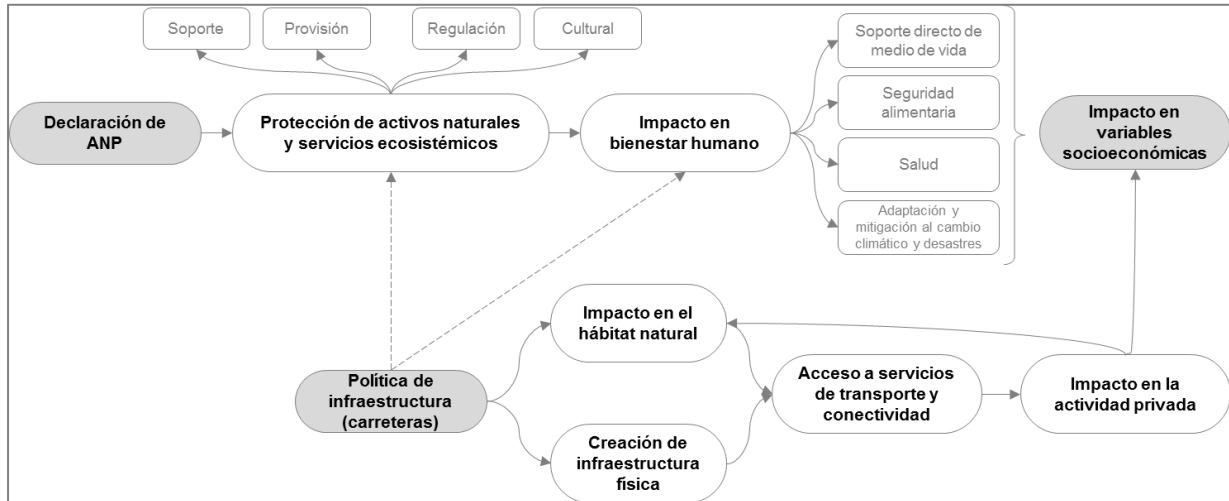 Soporte
Provisión
Regulación
Cultural
Soporte directo de
medio de vida
Declaración de
ANP
Protección de activos naturales
y servicios ecosistémicos
Impacto en
bienestar humano
Seguridad
alimentaria
Impacto en
variables
socioeconómicas
Salud
Adaptación y
mitigación al cambio
climático y desastres
Impacto en el
hábitat natural
Política de
infraestructura
(carreteras)
Acceso a servicios
de transporte y
conectividad
Impacto en la
actividad privada
Creación de
infraestructura
física